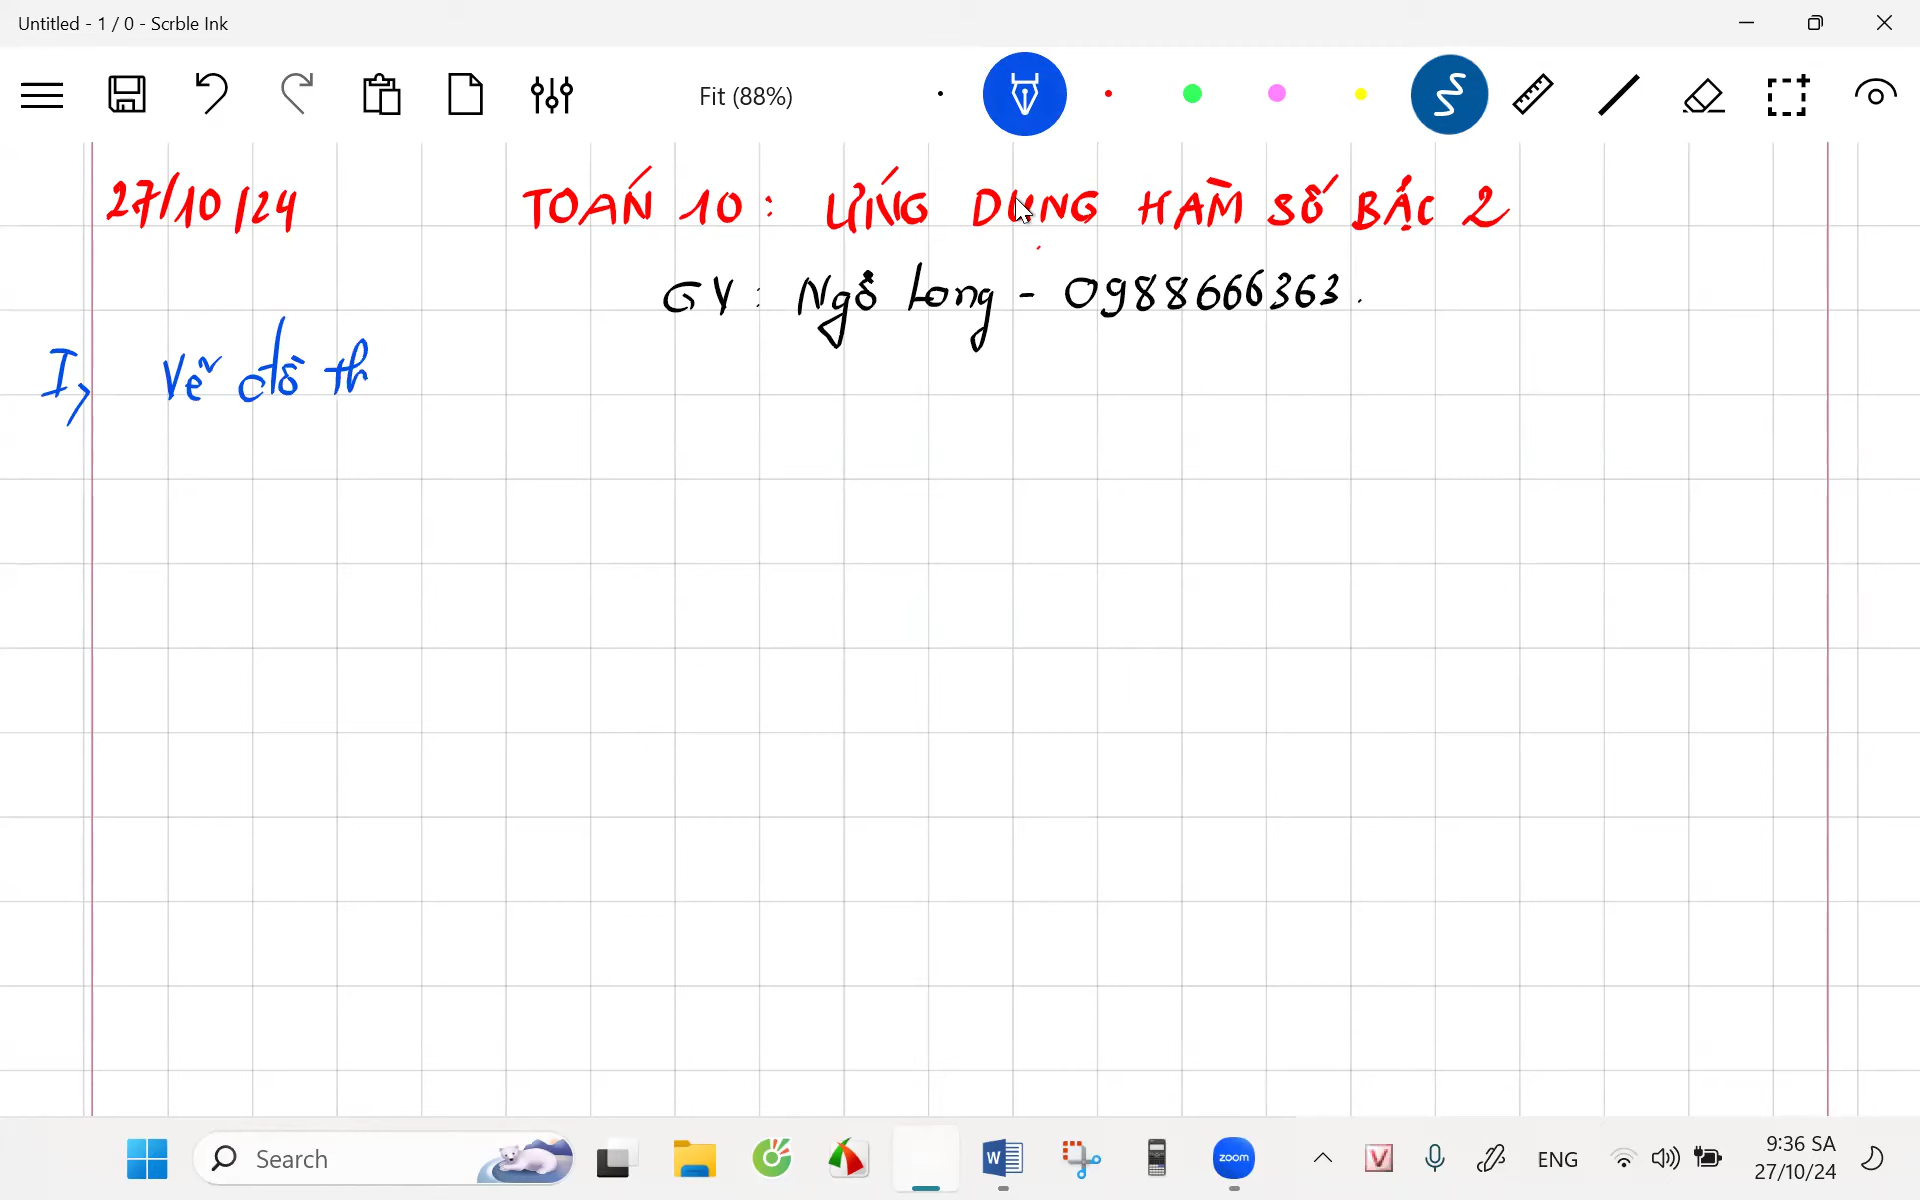 Untitled - 1 / 0 - Scrble Ink
Fit (88%)
27/10/24 TOÁN 10: ỨNG DỤNG HÀM SỐ BẬC 2
GV: Ngô Long - 0988666363.
I, Vẽ đồ th
Search
ENG
9:36 SA
27/10/24
zoom